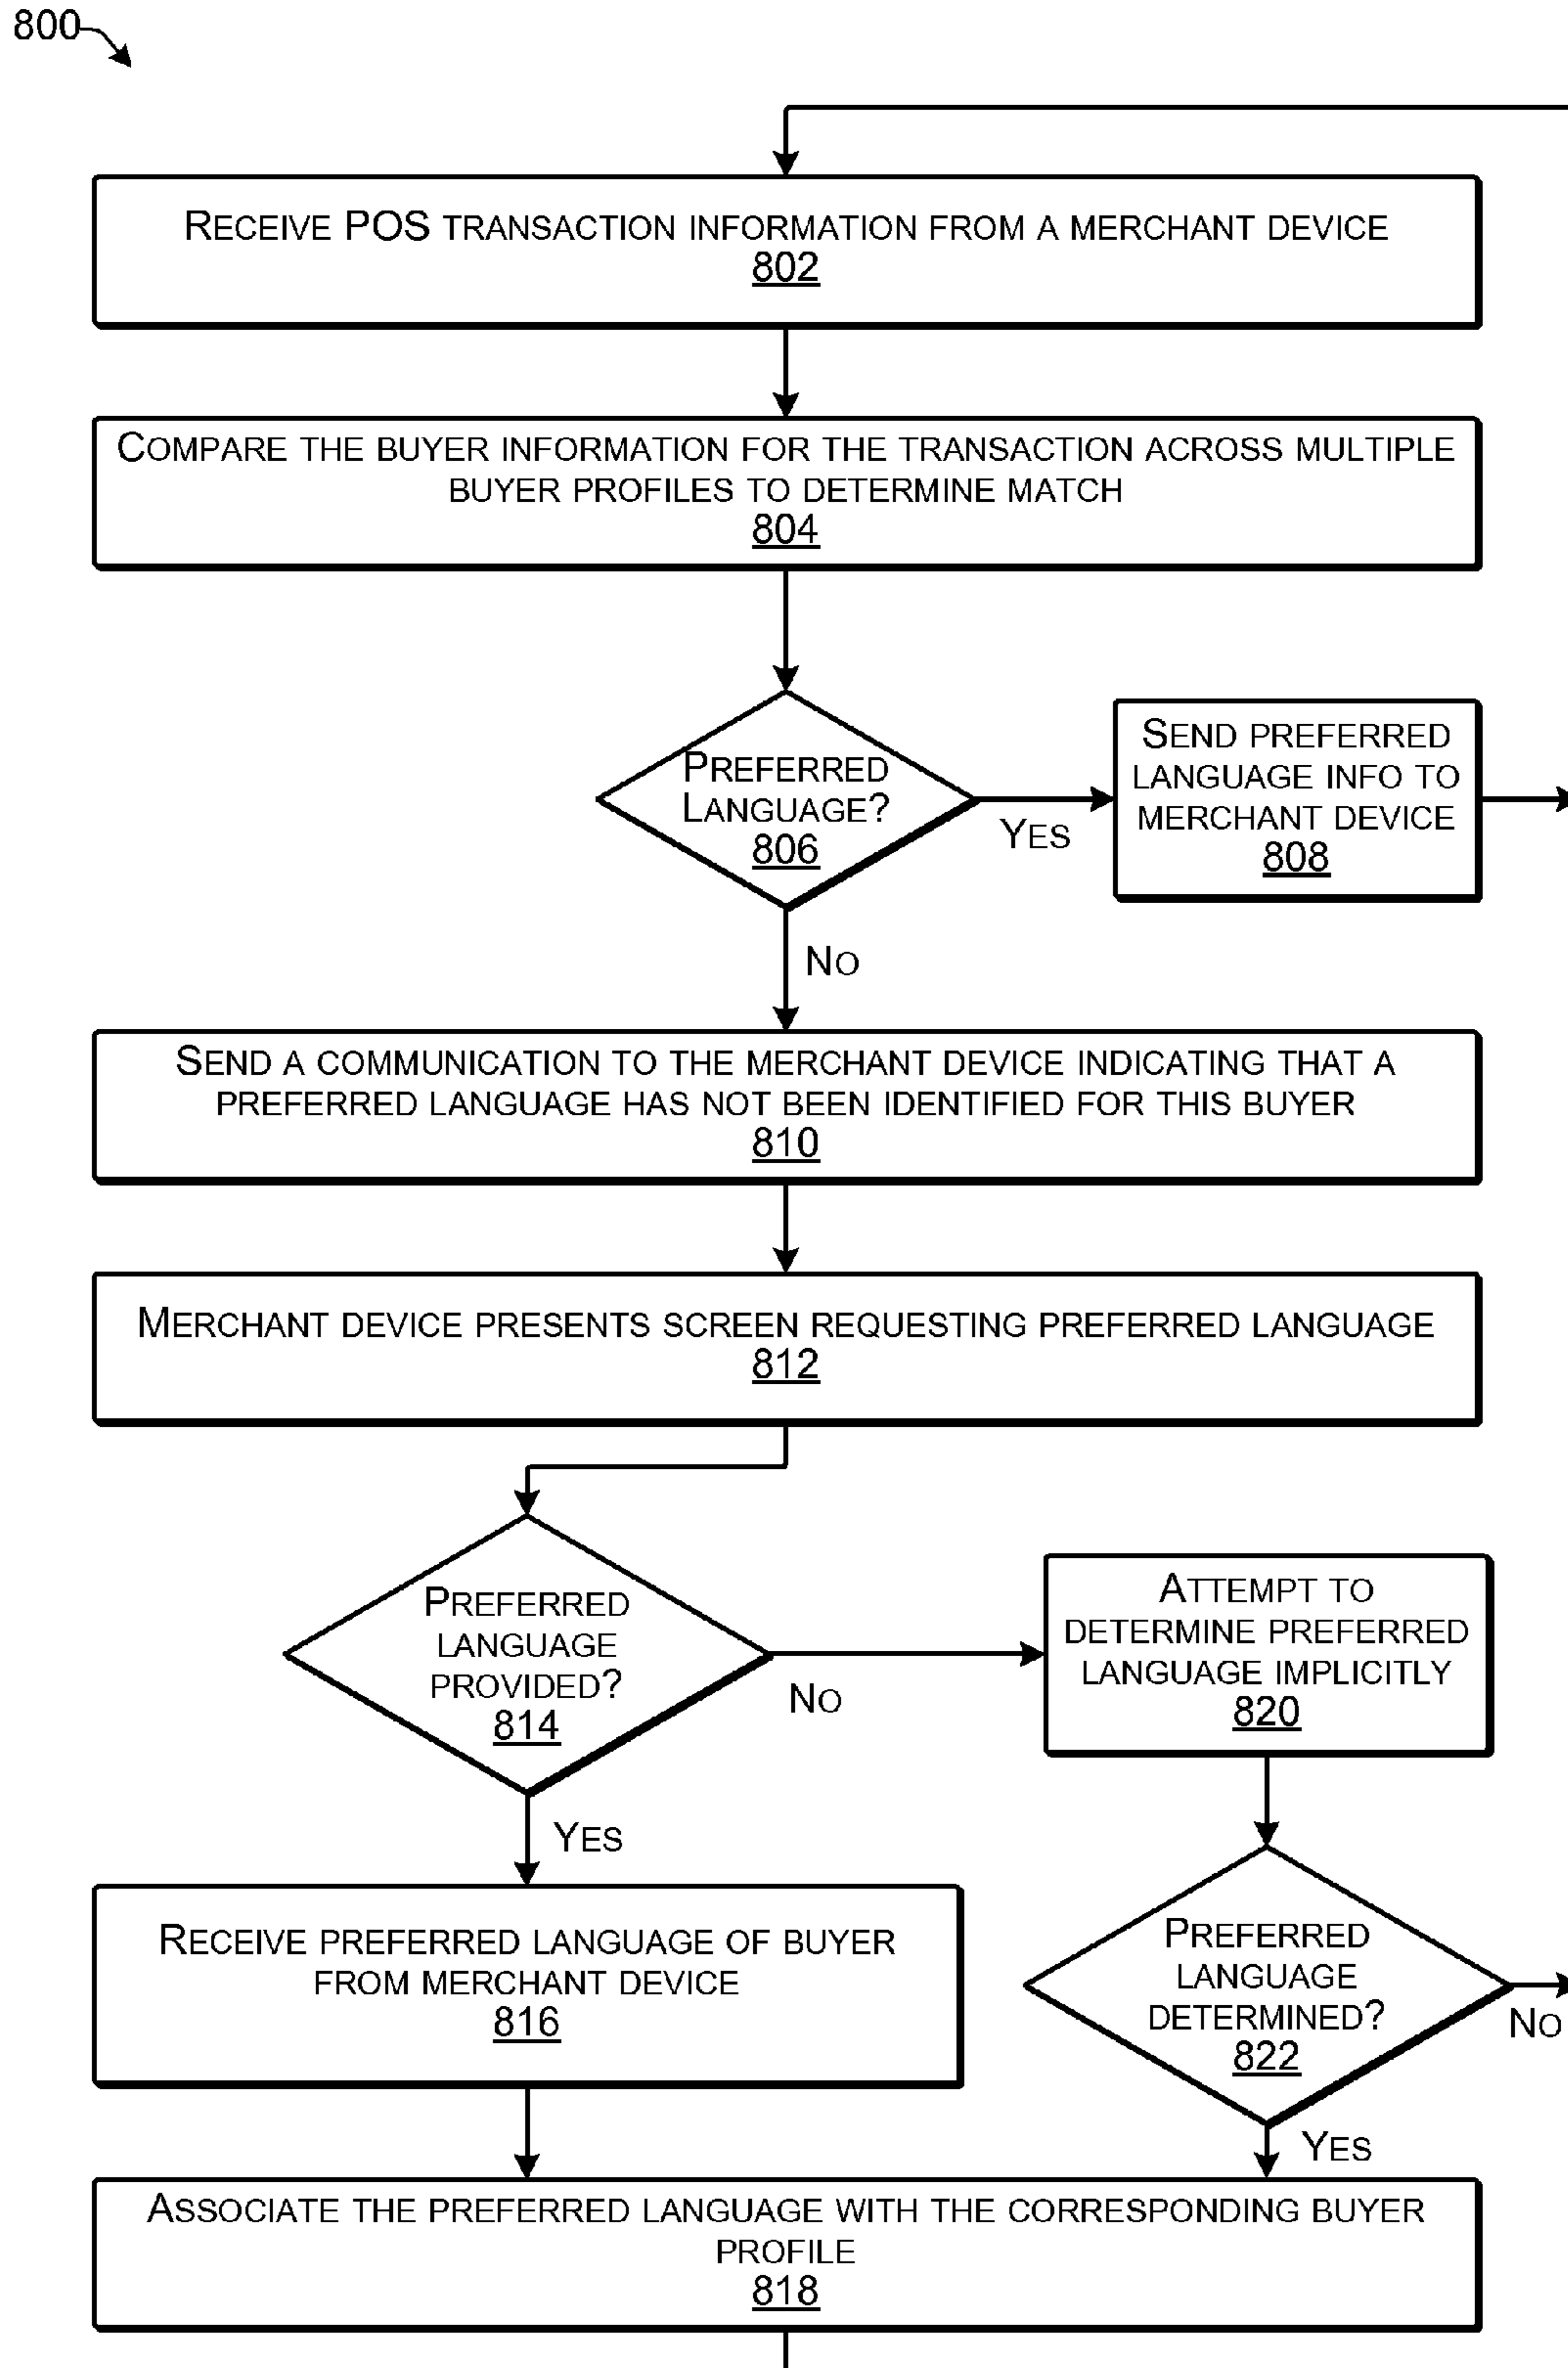 800
RECEIVE POS TRANSACTION INFORMATION FROM A MERCHANT DEVICE
802
COMPARE THE BUYER INFORMATION FOR THE TRANSACTION ACROSS MULTIPLE
BUYER PROFILES TO DETERMINE MATCH
804
PREFERRED
LANGUAGE?
806
YES
SEND PREFERRED
LANGUAGE INFO TO
MERCHANT DEVICE
808
NO
SEND A COMMUNICATION TO THE MERCHANT DEVICE INDICATING THAT A
PREFERRED LANGUAGE HAS NOT BEEN IDENTIFIED FOR THIS BUYER
810
MERCHANT DEVICE PRESENTS SCREEN REQUESTING PREFERRED LANGUAGE
812
PREFERRED
LANGUAGE
PROVIDED?
814
NO
ATTEMPT TO
DETERMINE PREFERRED
LANGUAGE IMPLICITLY
820
YES
RECEIVE PREFERRED LANGUAGE OF BUYER
FROM MERCHANT DEVICE
816
PREFERRED
LANGUAGE
DETERMINED?
822
NO
YES
ASSOCIATE THE PREFERRED LANGUAGE WITH THE CORRESPONDING BUYER
PROFILE
818